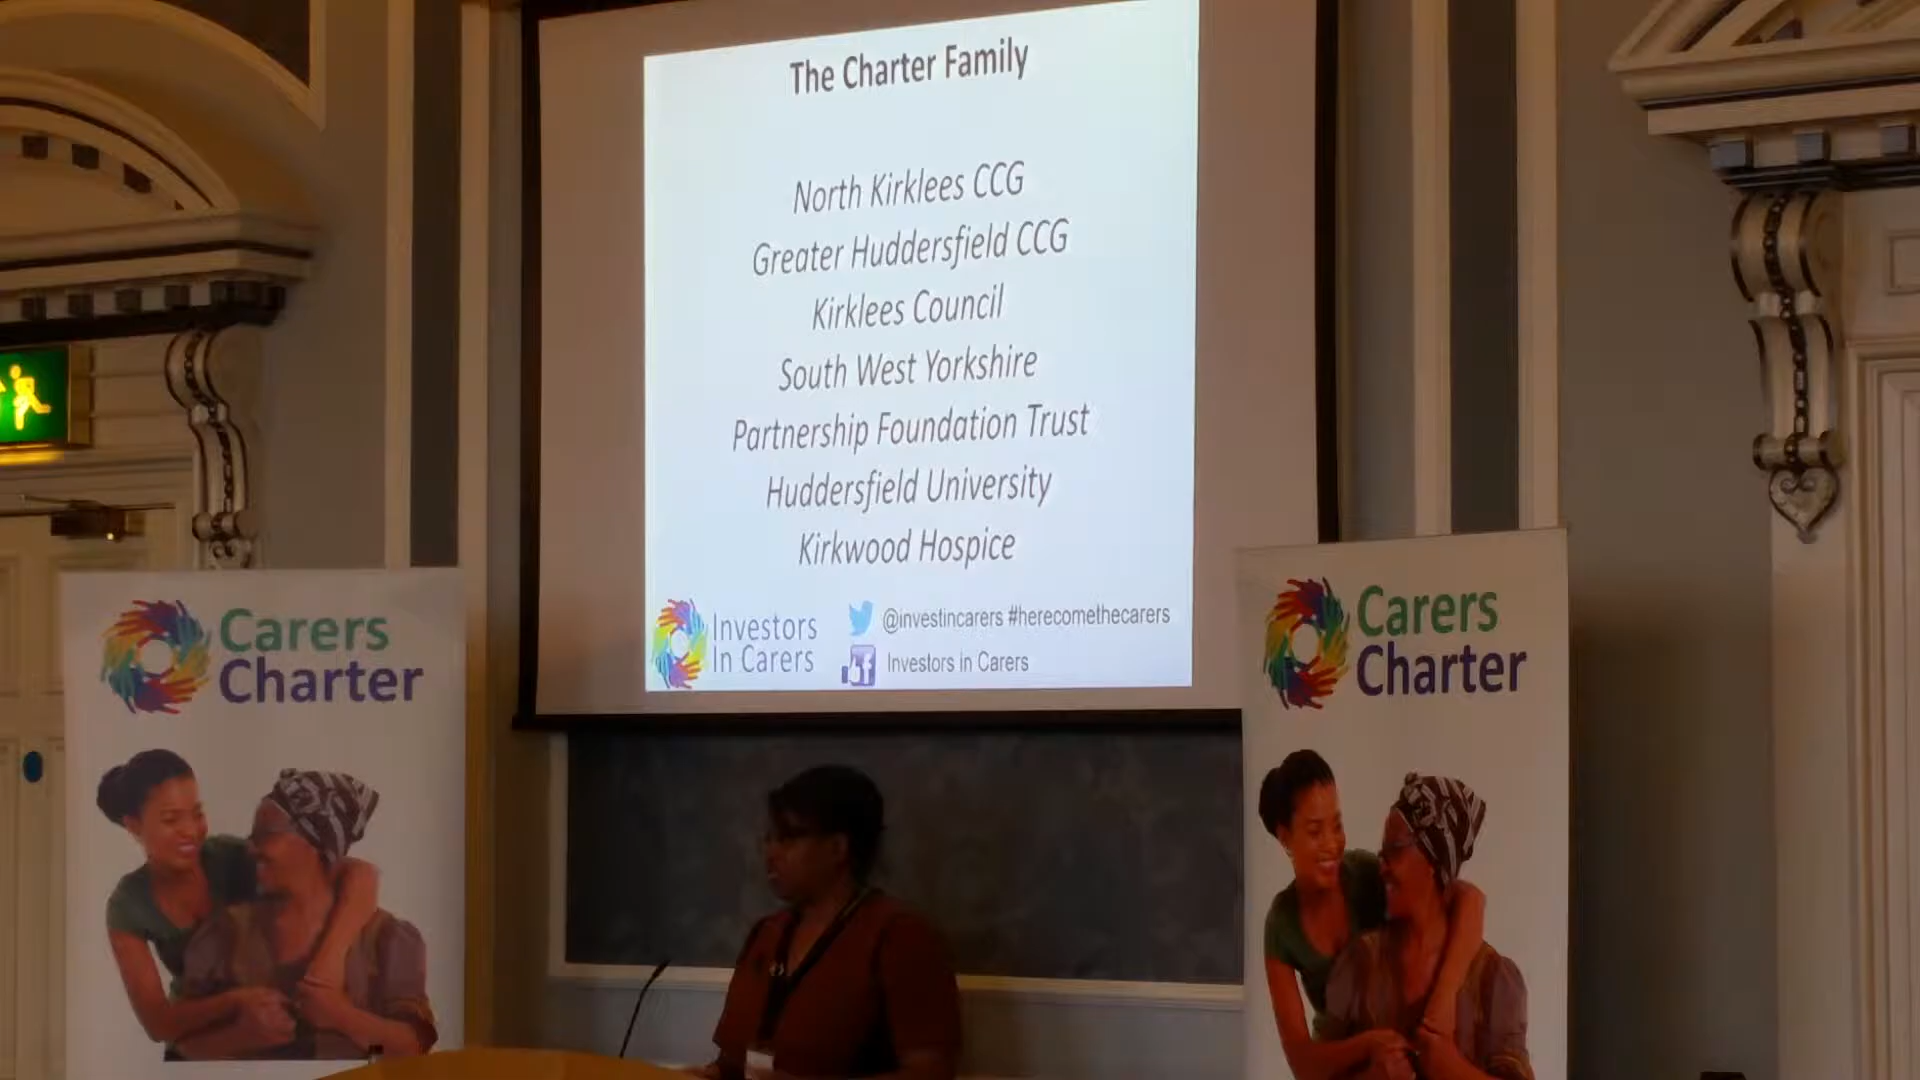 The Charter Family
North Kirklees CCG
Greater Huddersfield CCG
Kirklees Council
South West Yorkshire
Partnership Foundation Trust
Huddersfield University
Kirkwood Hospice
Investors
In Carers
@investincarers #herecomethecarers
Investors in Carers
Carers
Charter
Carers
Charter